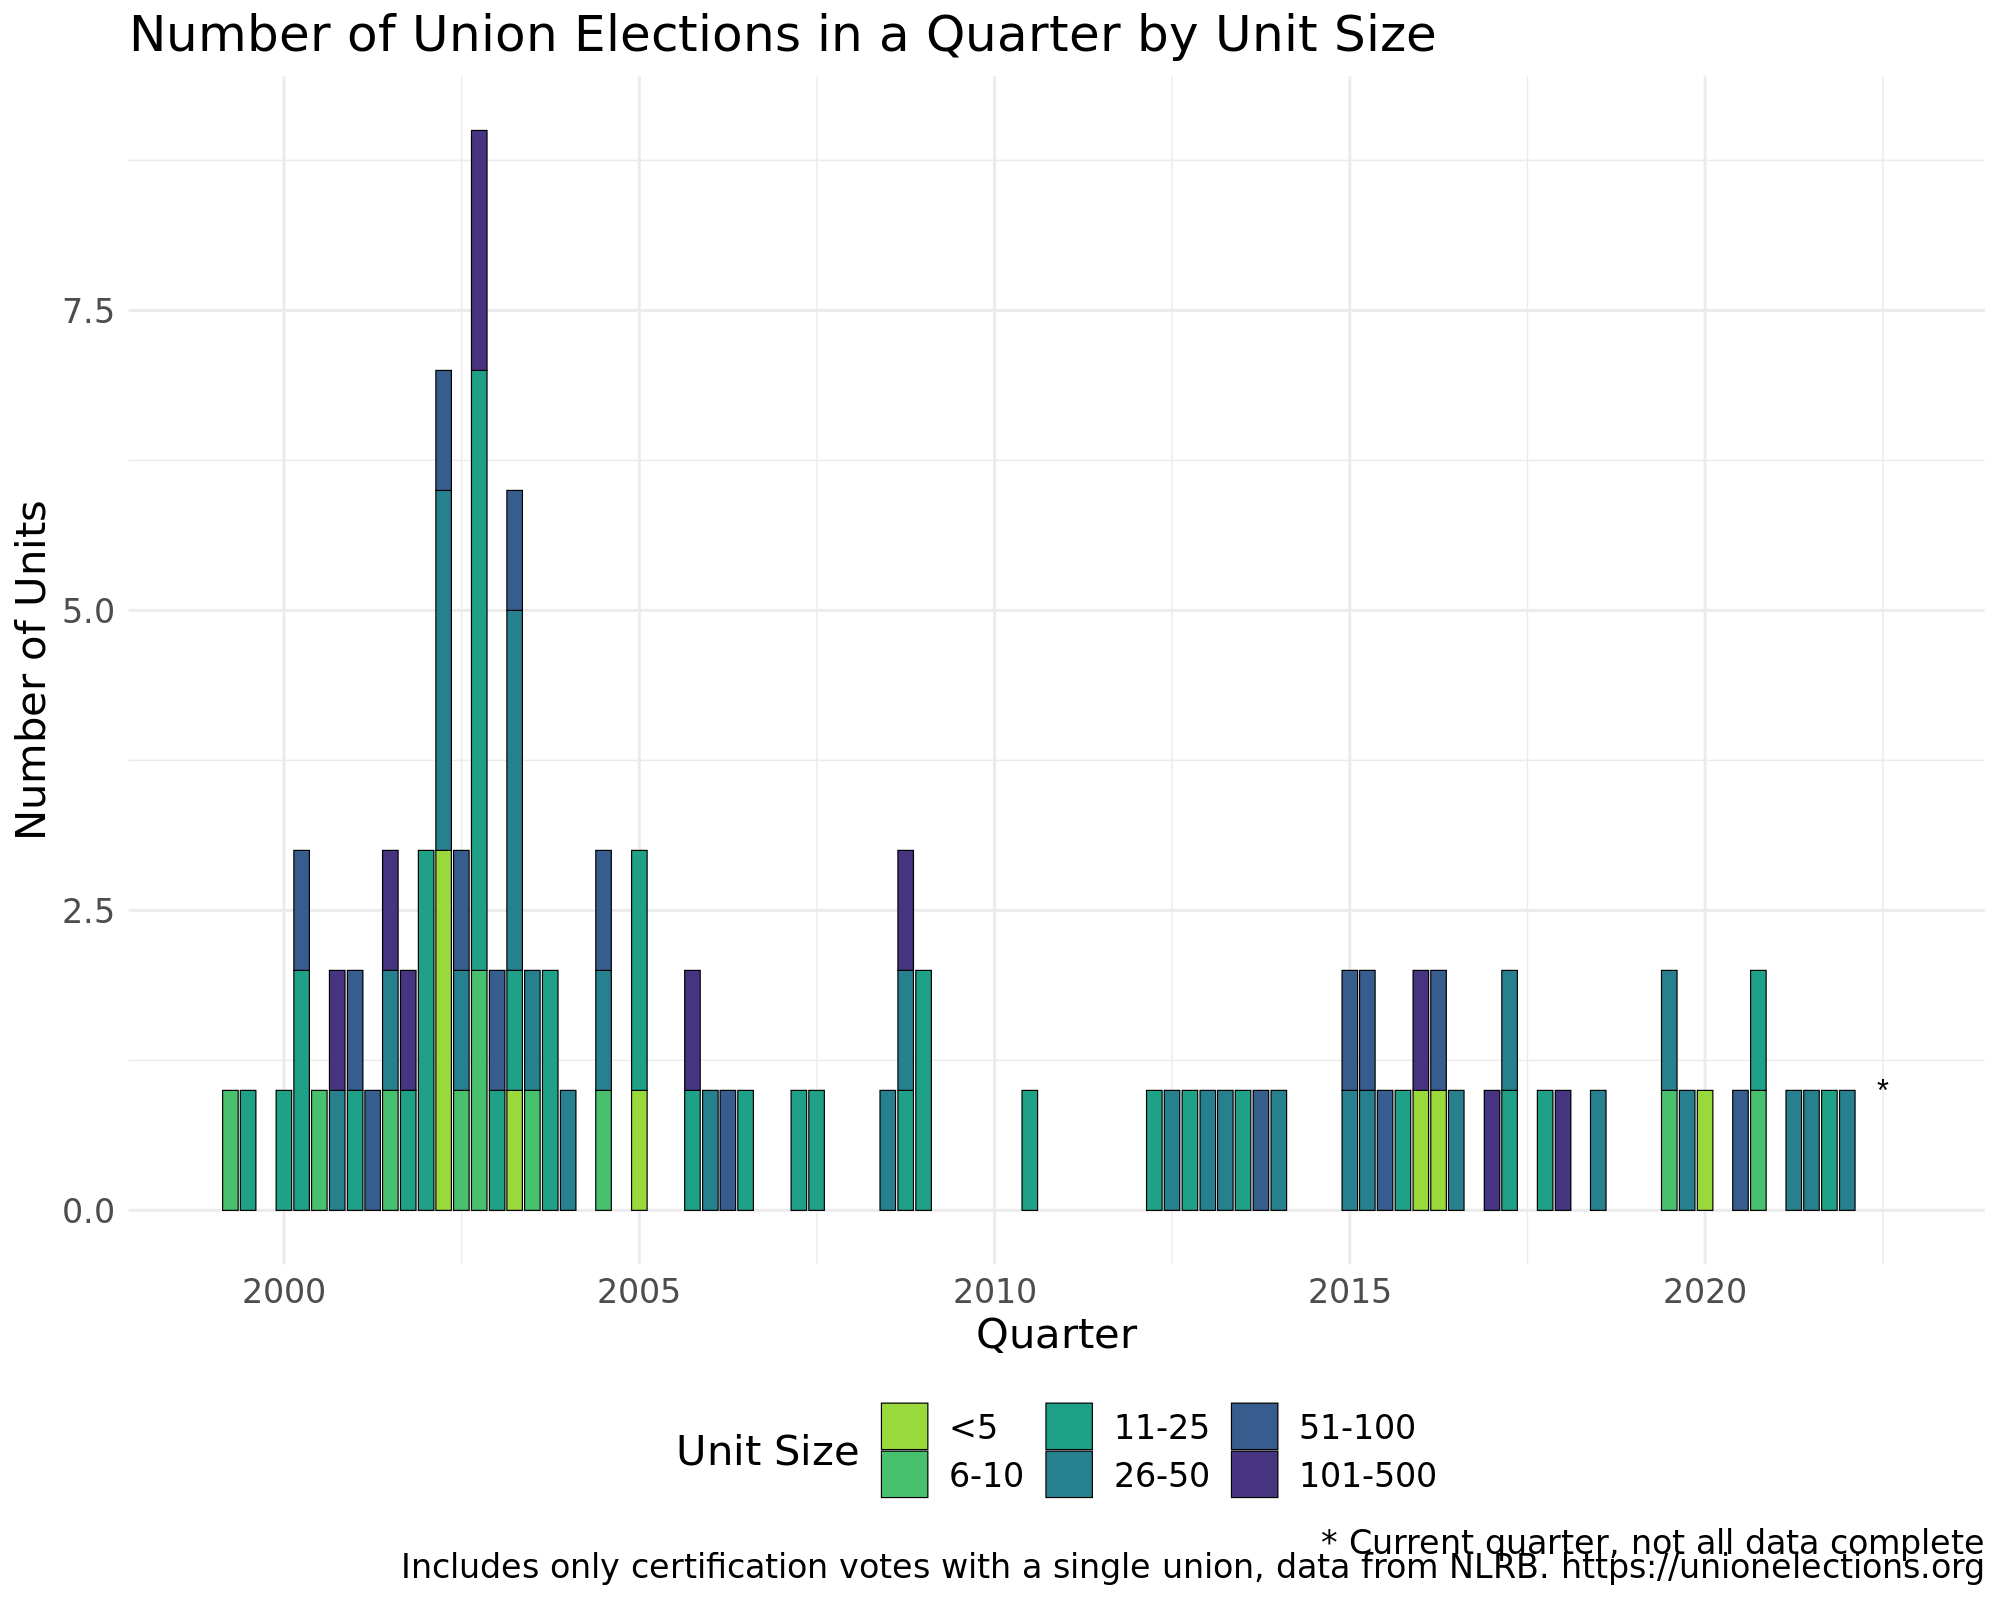 Number of Union Elections in a Quarter by Unit Size
Number of Units
7.5
5.0
2.5
0.0
*
2000 2005 2010 2015 2020
Quarter
Unit Size
<5 11-25 51-100
6-10 26-50 101-500
* Current quarter, not all data complete
Includes only certification votes with a single union, data from NLRB. https://unionelections.org